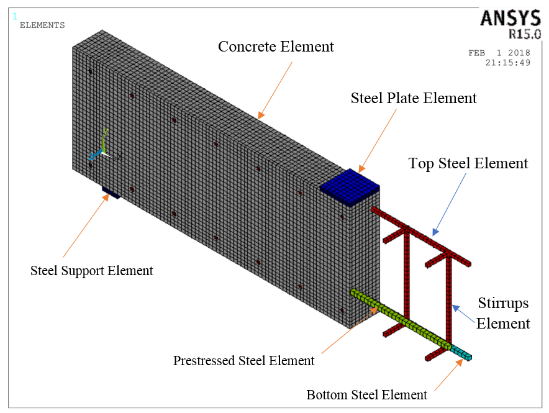 1
ELEMENTS
ANSYS
R15.0
FEB 1 2018
21:15:49
Concrete Element
Steel Plate Element
Top Steel Element
Steel Support Element
Stirrups
Element
Prestressed Steel Element
Bottom Steel Element